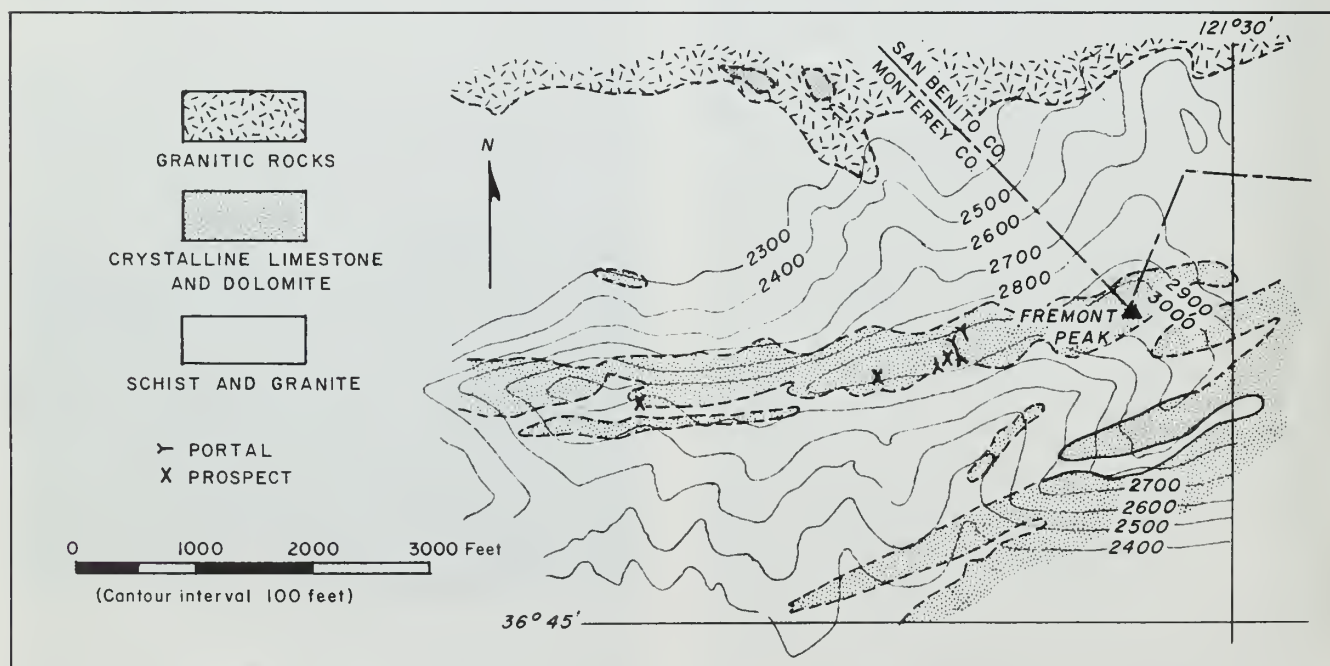 121° 30'
GRANITIC ROCKS
CRYSTALLINE LIMESTONE
AND DOLOMITE
SCHIST AND GRANITE
PORTAL
X PROSPECT
0 1000 2000 3000 Feet
(Contour interval 100 feet)
N
SAN BENITO CO.
MONTEREY CO.
2300
2400
2500
2600
2700
2800
2900
3000
FREMONT
PEAK
X
X
X
2700
2600
2500
2400
36° 45'